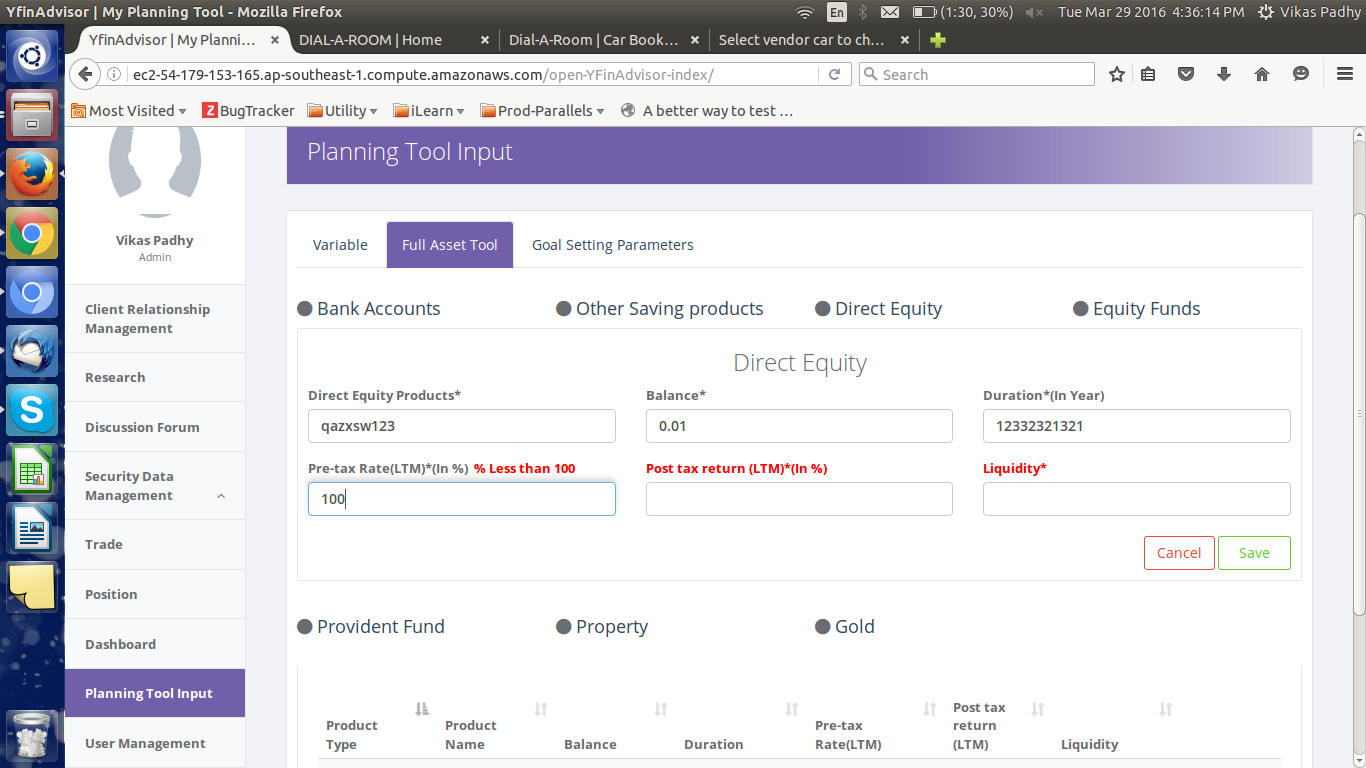 YfinAdvisor | My Planning Tool - Mozilla Firefox
En
(1:30, 30%)
Tue Mar 29 2016 4:36:14 PM
Vikas Padhy
YfinAdvisor | My Planni...
DIAL-A-ROOM | Home
Dial-A-Room | Car Book...
Select vendor car to ch...
ec2-54-179-153-165.ap-southeast-1.compute.amazonaws.com/open-YFinAdvisor-index/
Search
Most Visited
Z BugTracker
Utility
iLearn
Prod-Parallels
A better way to test ...
Planning Tool Input
Vikas Padhy
Admin
Client Relationship
Management
Research
Discussion Forum
Security Data
Management
Trade
Position
Dashboard
Planning Tool Input
User Management
Variable
Full Asset Tool
Goal Setting Parameters
Bank Accounts
Other Saving products
Direct Equity
Equity Funds
Direct Equity
Direct Equity Products*
Balance*
Duration*(In Year)
qazxsw123
0.01
12332321321
Pre-tax Rate(LTM)*(In %) % Less than 100
Post tax return (LTM)*(In %)
Liquidity*
100
Cancel
Save
Provident Fund
Property
Gold
Product
Type
Product
Name
Balance
Duration
Pre-tax
Rate(LTM)
Post tax
return
(LTM)
Liquidity